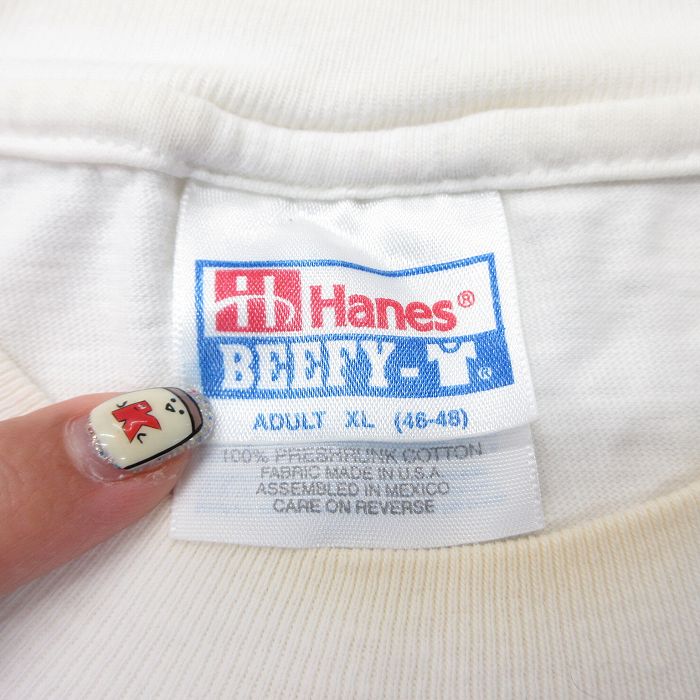 Hanes®
BEEFY-T®
ADULT XL (46-48)
100% PRESHRUNK COTTON
FABRIC MADE IN U.S.A
ASSEMBLED IN MEXICO
CARE ON REVERSE
K